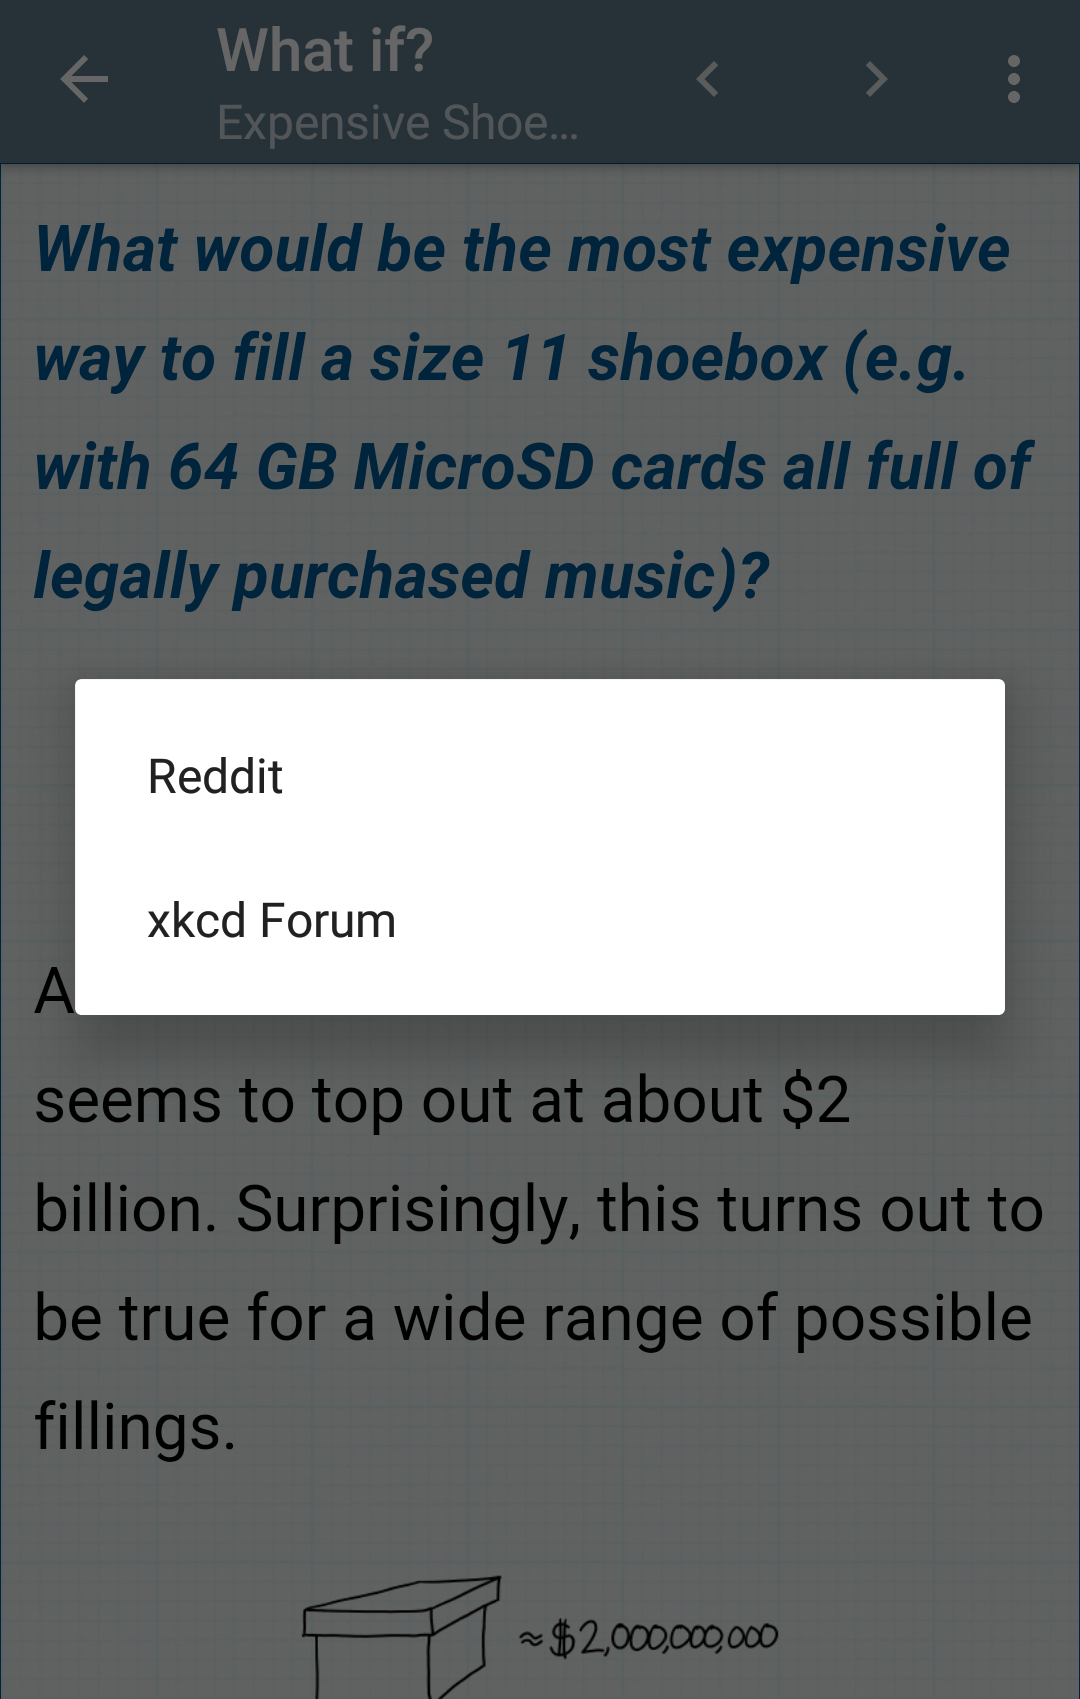 What if?
Expensive Shoe...
What would be the most expensive
way to fill a size 11 shoebox (e.g.
with 64 GB MicroSD cards all full of
legally purchased music)?
Reddit
xkcd Forum
A
seems to top out at about $2
billion. Surprisingly, this turns out to
be true for a wide range of possible
fillings.
≈$2,000,000,000